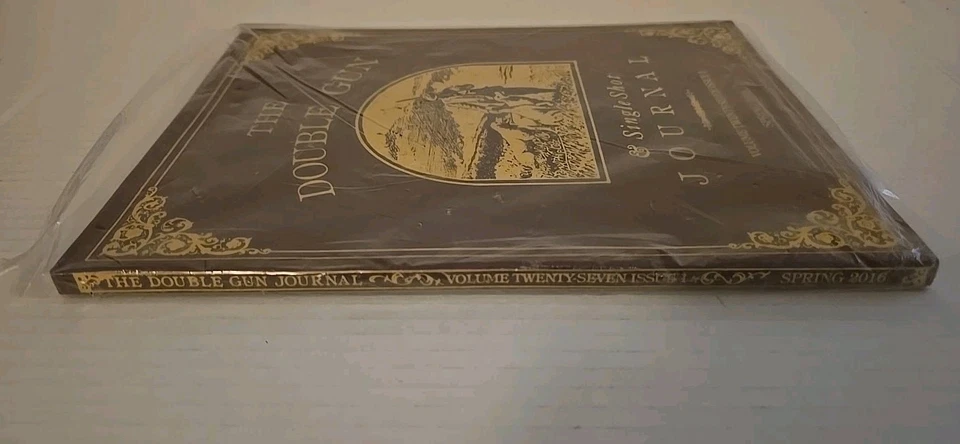 THE
DOUBLE GUN
& Single Shot
JOURNAL
THE DOUBLE GUN JOURNAL VOLUME TWENTY-SEVEN ISSUE 1 SPRING 2016